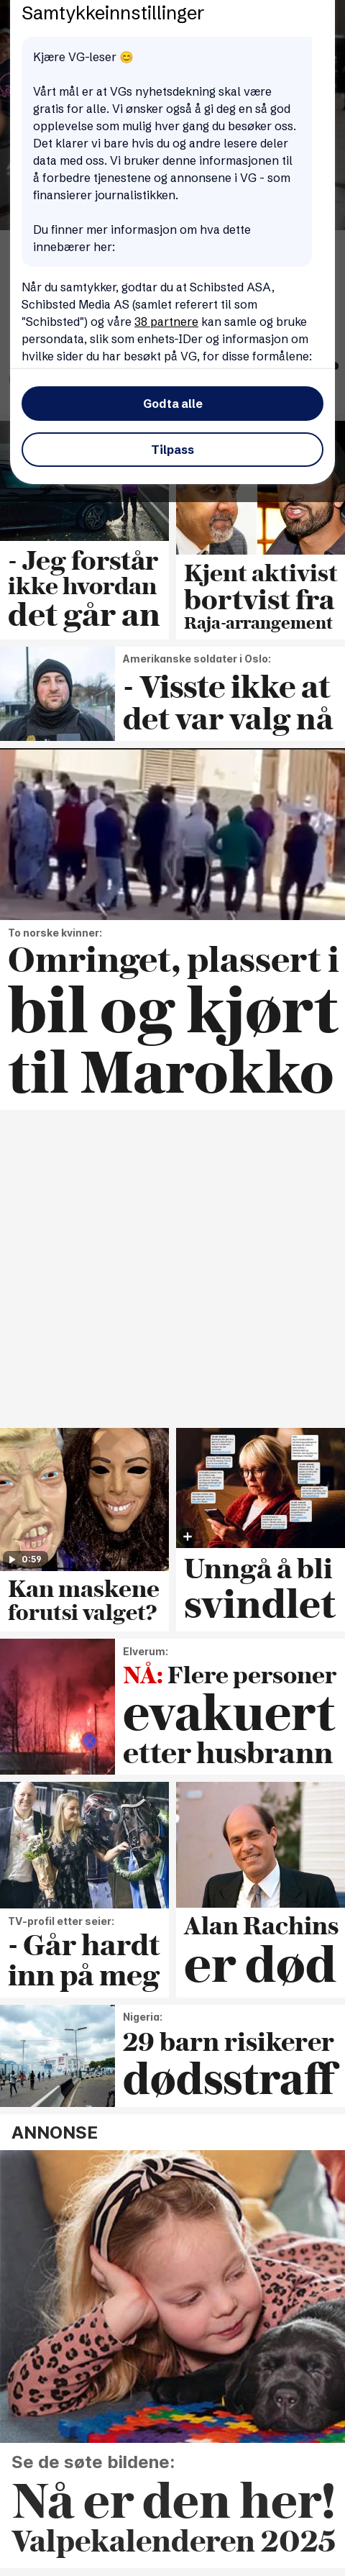 Samtykkeinnstillinger
Kjære VG-leser 😊
Vårt mål er at VGs nyhetsdekning skal være
gratis for alle. Vi ønsker også å gi deg en så god
opplevelse som mulig hver gang du besøker oss.
Det klarer vi bare hvis du og andre lesere deler
data med oss. Vi bruker denne informasjonen til
å forbedre tjenestene og annonsene i VG - som
finansierer journalistikken.
Du finner mer informasjon om hva dette
innebærer her:
Når du samtykker, godtar du at Schibsted ASA,
Schibsted Media AS (samlet referert til som
"Schibsted") og våre 38 partnere kan samle og bruke
persondata, slik som enhets-IDer og informasjon om
hvilke sider du har besøkt på VG, for disse formålene:
Godta alle
Tilpass
- Jeg forstår
ikke hvordan
det går an
Kjent aktivist
bortvist fra
Raja-arrangement
Amerikanske soldater i Oslo:
- Visste ikke at
det var valg nå
To norske kvinner:
Omringet, plassert i
bil og kjørt
til Marokko
0:59
Kan maskene
forutsi valget?
Unngå å bli
svindlet
Elverum:
NÅ: Flere personer
evakuert
etter husbrann
TV-profil etter seier:
- Går hardt
inn på meg
Alan Rachins
er død
Nigeria:
29 barn risikerer
dødsstraff
ANNONSE
Se de søte bildene:
Nå er den her!
Valpekalenderen 2025